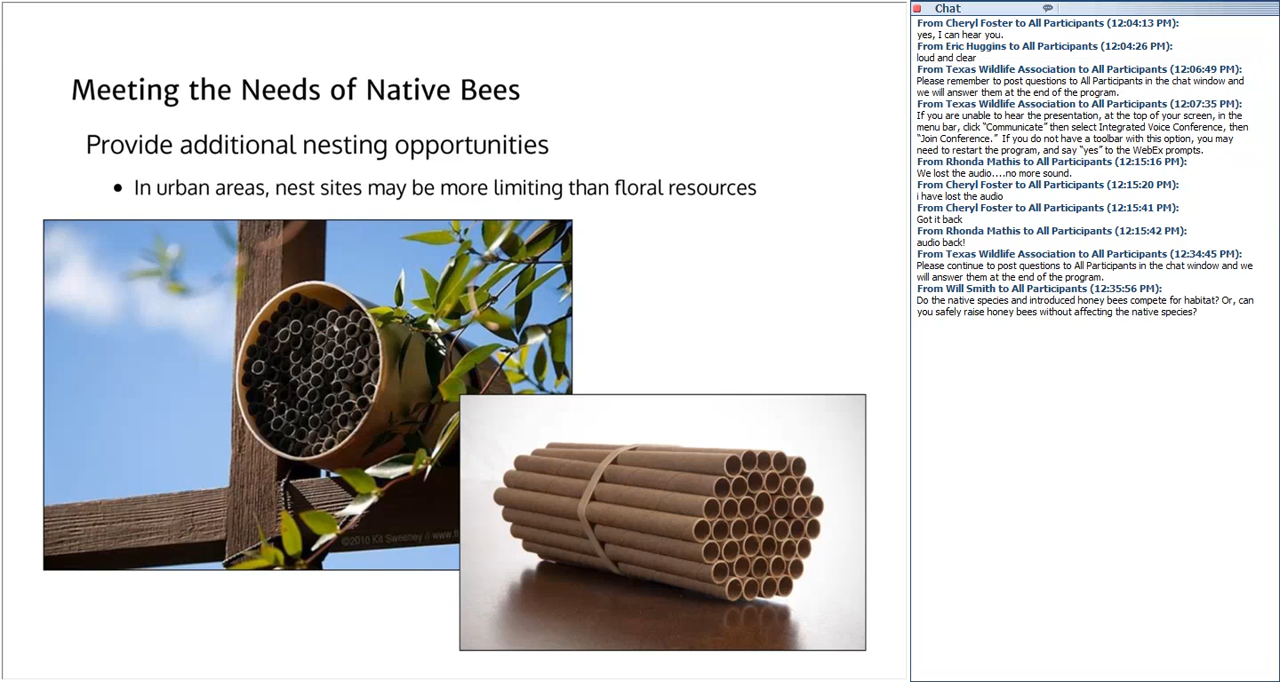 Meeting the Needs of Native Bees
Provide additional nesting opportunities
• In urban areas, nest sites may be more limiting than floral resources
©2010 Kit Sweeney // www.
Chat
From Cheryl Foster to All Participants (12:04:13 PM):
yes, I can hear you.
From Eric Huggins to All Participants (12:04:26 PM):
loud and clear
From Texas Wildlife Association to All Participants (12:06:49 PM):
Please remember to post questions to All Participants in the chat window and
we will answer them at the end of the program.
From Texas Wildlife Association to All Participants (12:07:35 PM):
If you are unable to hear the presentation, at the top of your screen, in the
menu bar, click “Communicate” then select Integrated Voice Conference, then
“Join Conference.”  If you do not have a toolbar with this option, you may
need to restart the program, and say “yes” to the WebEx prompts.
From Rhonda Mathis to All Participants (12:15:16 PM):
We lost the audio....no more sound.
From Cheryl Foster to All Participants (12:15:20 PM):
i have lost the audio
From Cheryl Foster to All Participants (12:15:41 PM):
Got it back
From Rhonda Mathis to All Participants (12:15:42 PM):
audio back!
From Texas Wildlife Association to All Participants (12:34:45 PM):
Please continue to post questions to All Participants in the chat window and we
will answer them at the end of the program.
From Will Smith to All Participants (12:35:56 PM):
Do the native species and introduced honey bees compete for habitat? Or, can
you safely raise honey bees without affecting the native species?